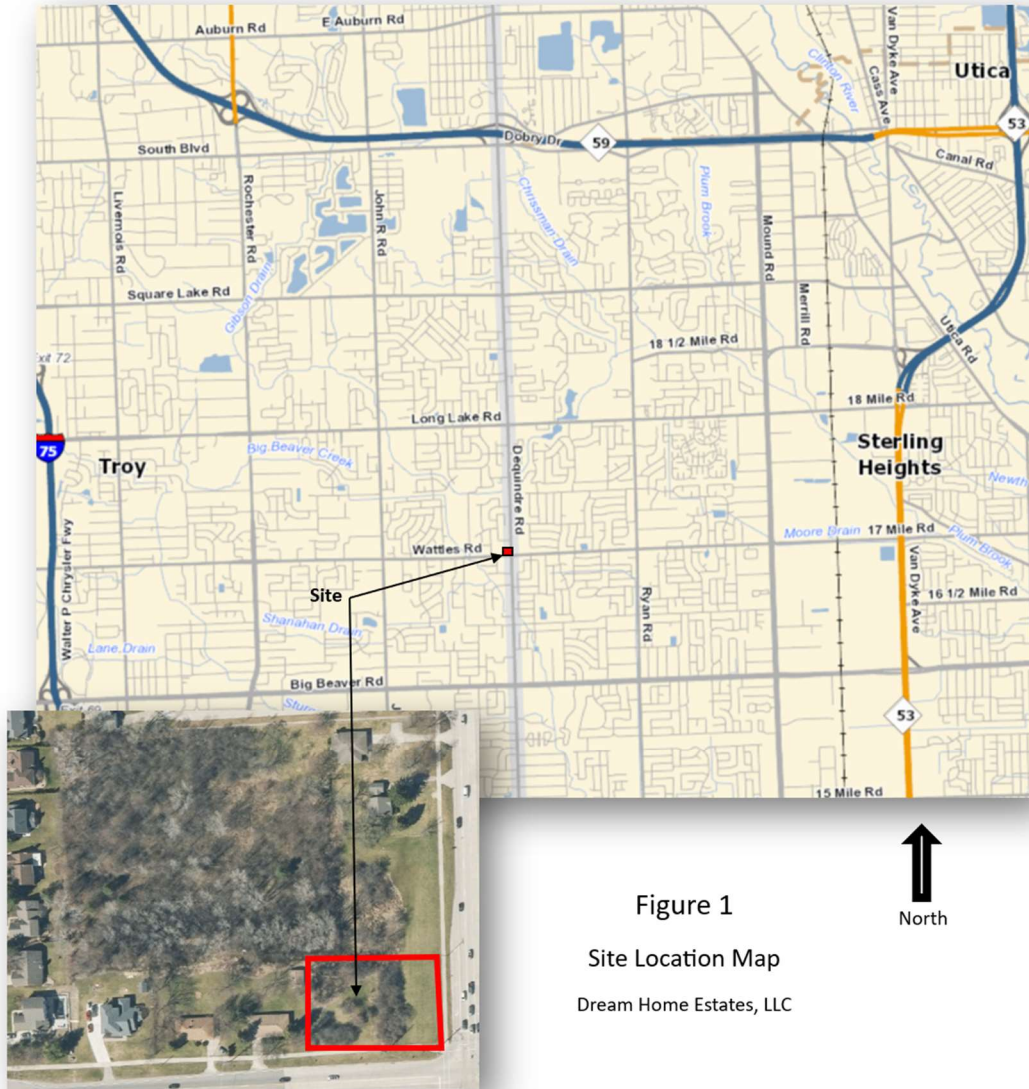 Auburn Rd
E Auburn Rd
Clinton River
Van Dyke Ave
Cass Ave
Utica
53
Dobry Dr
59
South Blvd
Canal Rd
Livernois Rd
Rochester Rd
John R Rd
Chrissman Drain
Plum Brook
Mound Rd
Gibson Drain
Square Lake Rd
Merrill Rd
Utica Rd
18 1/2 Mile Rd
Exit 72
Long Lake Rd
18 Mile Rd
75
Troy
Big Beaver Creek
Dequindre Rd
Sterling
Heights
Newth
Wattles Rd
Moore Drain
17 Mile Rd
Plum Brook
Walter P Chrysler Fwy
Site
Ryan Rd
Van Dyke Ave
16 1/2 Mile Rd
Shanahan Drain
Lane Drain
Big Beaver Rd
53
15 Mile Rd
Figure 1
North
Site Location Map
Dream Home Estates, LLC